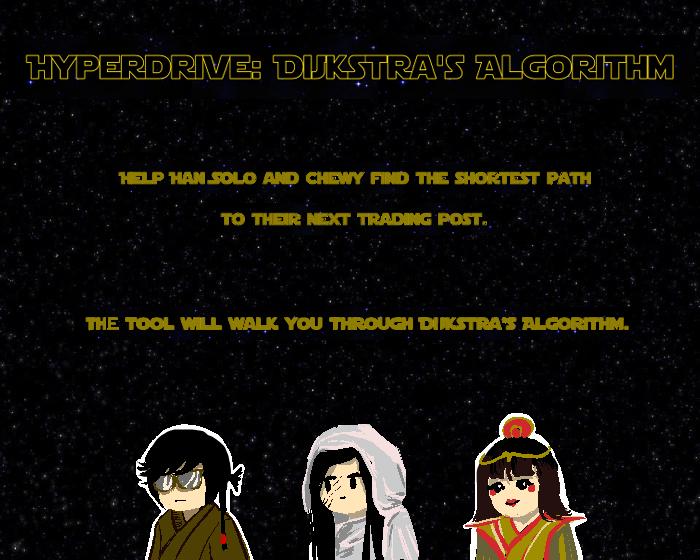 HYPERDRIVE: DIJKSTRA'S ALGORITHM
HELP HAN SOLO AND CHEWY FIND THE SHORTEST PATH
TO THEIR NEXT TRADING POST.
THE TOOL WILL WALK YOU THROUGH DIJKSTRA'S ALGORITHM.